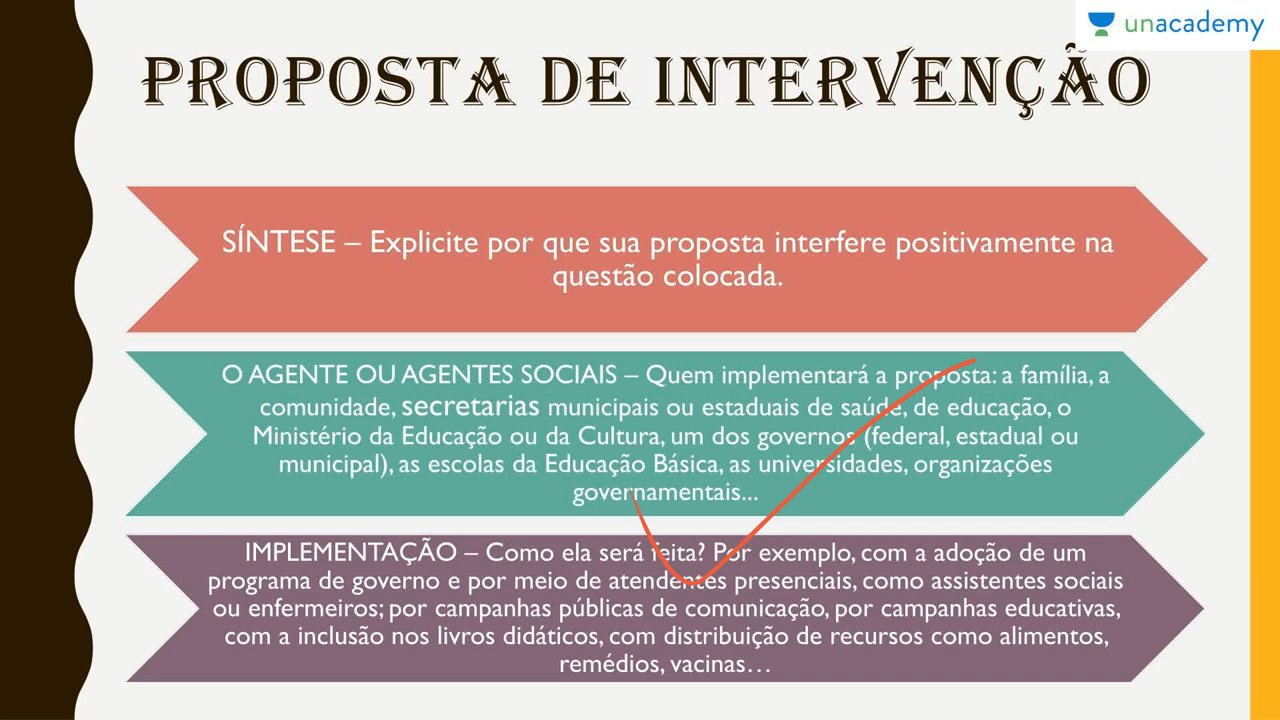 unacademy
PROPOSTA DE INTERVENÇÃO
SÍNTESE – Explicite por que sua proposta interfere positivamente na
questão colocada.
O AGENTE OU AGENTES SOCIAIS – Quem implementará a proposta: a família, a
comunidade, secretarias municipais ou estaduais de saúde, de educação, o
Ministério da Educação ou da Cultura, um dos governos (federal, estadual ou
municipal), as escolas da Educação Básica, as universidades, organizações
governamentais...
IMPLEMENTAÇÃO – Como ela será feita? Por exemplo, com a adoção de um
programa de governo e por meio de atendentes presenciais, como assistentes sociais
ou enfermeiros; por campanhas públicas de comunicação, por campanhas educativas,
com a inclusão nos livros didáticos, com distribuição de recursos como alimentos,
remédios, vacinas…